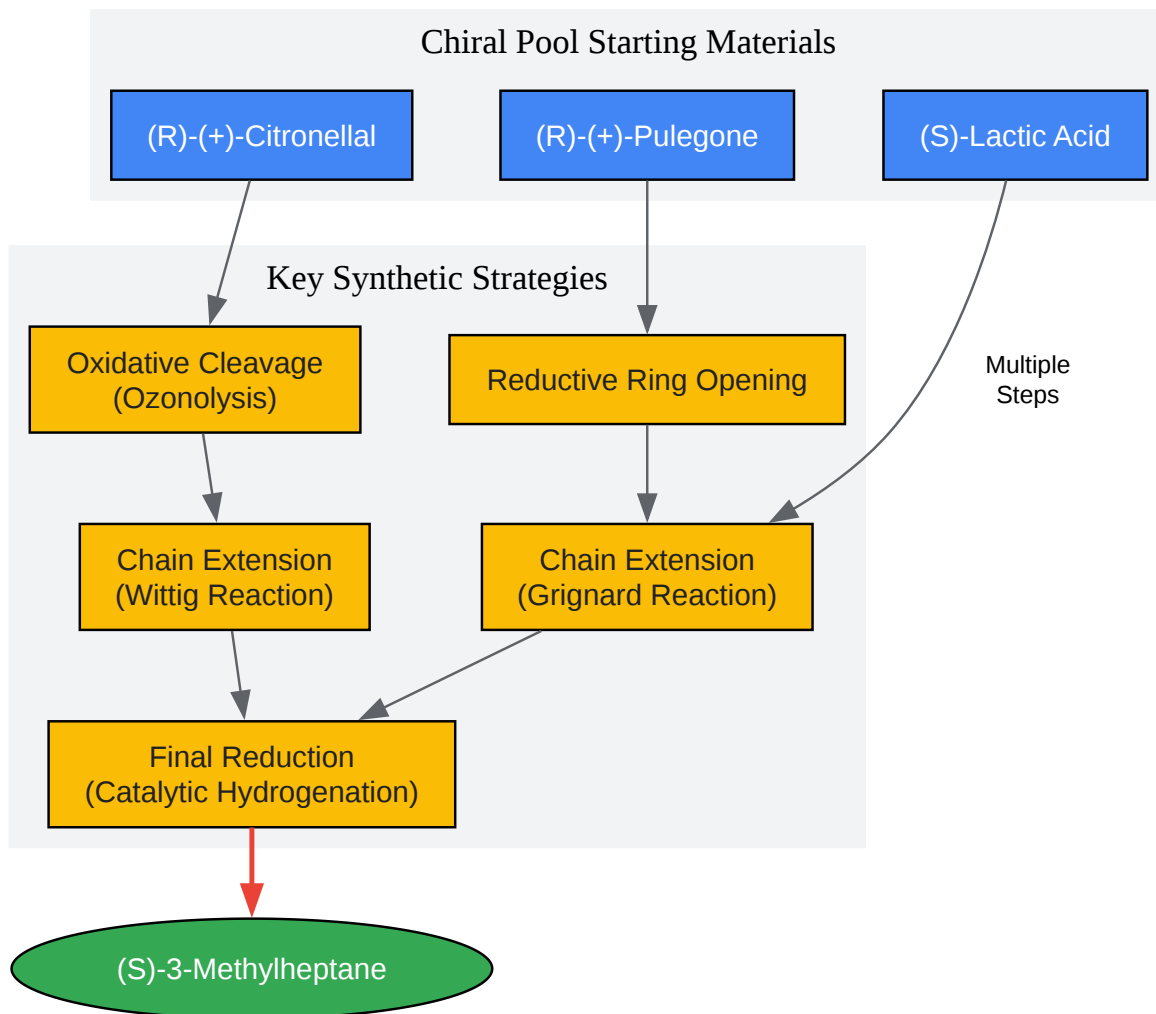 Chiral Pool Starting Materials
(R)-(+)-Citronellal
(R)-(+)-Pulegone
(S)-Lactic Acid
Key Synthetic Strategies
Oxidative Cleavage
(Ozonolysis)
Reductive Ring Opening
Multiple
Steps
Chain Extension
(Wittig Reaction)
Chain Extension
(Grignard Reaction)
Final Reduction
(Catalytic Hydrogenation)
(S)-3-Methylheptane